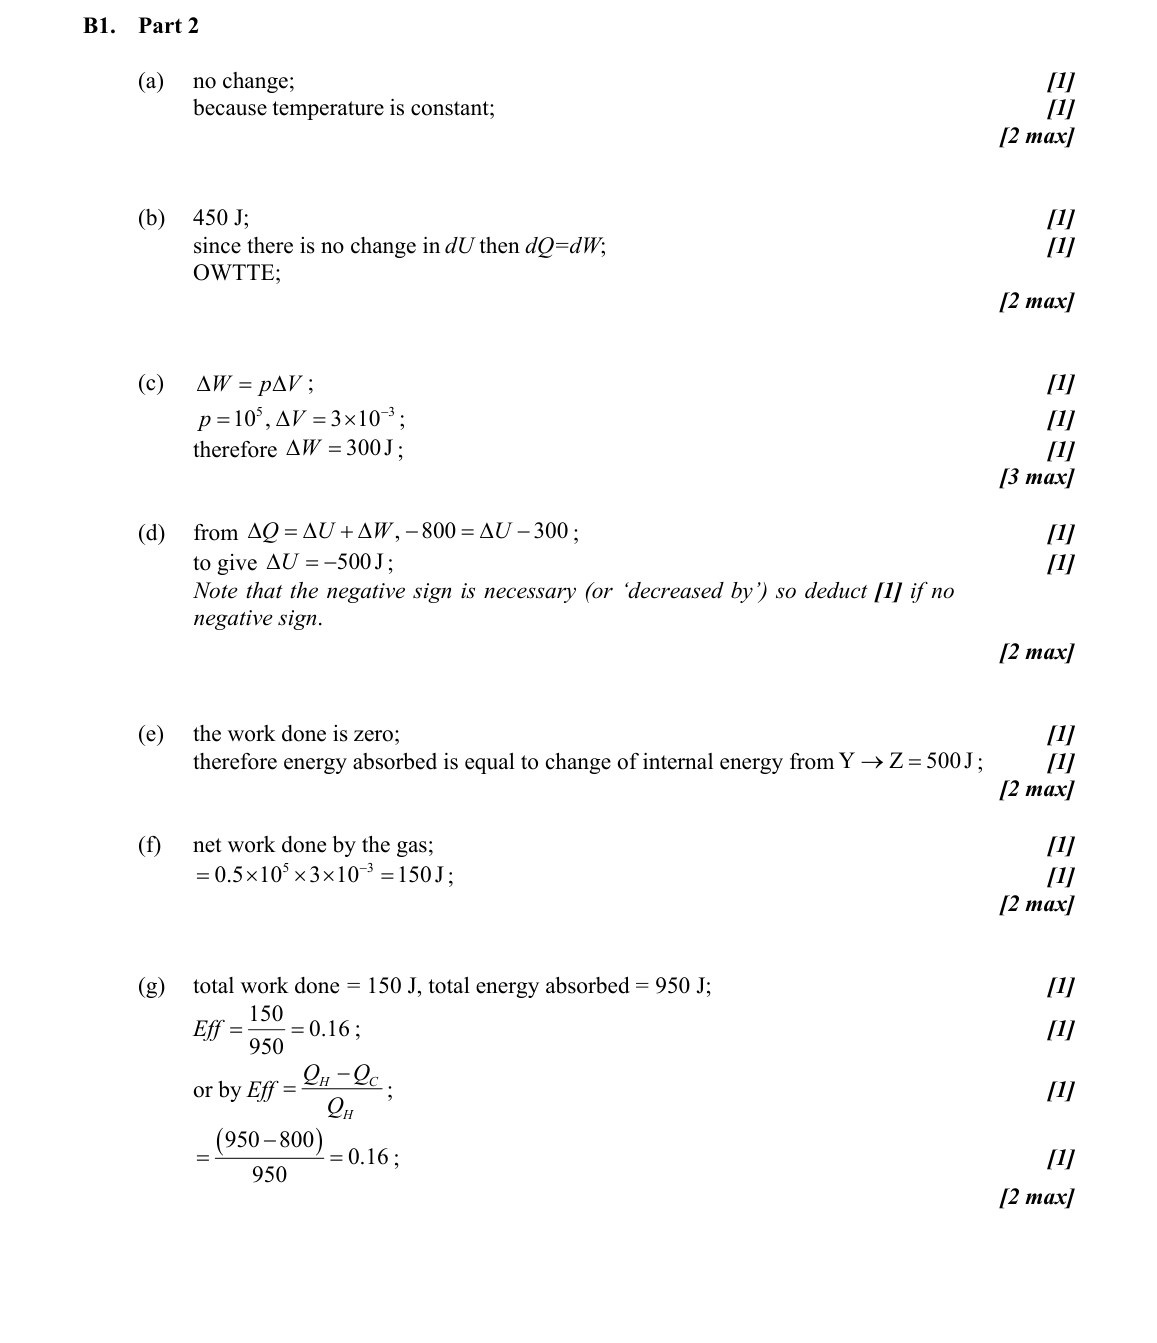 B1. Part 2
(a) no change; [1]
because temperature is constant; [1]
[2 max]
(b) 450 J; [1]
since there is no change in dU then dQ=dW; [1]
OWTTE;
[2 max]
(c) ΔW = pΔV ; [1]
p = 10⁵, ΔV = 3×10⁻³ ; [1]
therefore ΔW = 300 J ; [1]
[3 max]
(d) from ΔQ = ΔU + ΔW, −800 = ΔU − 300 ; [1]
to give ΔU = −500 J ; [1]
Note that the negative sign is necessary (or ‘decreased by’) so deduct [1] if no
negative sign.
[2 max]
(e) the work done is zero; [1]
therefore energy absorbed is equal to change of internal energy from Y → Z = 500 J ; [1]
[2 max]
(f) net work done by the gas; [1]
= 0.5×10⁵ ×3×10⁻³ = 150 J ; [1]
[2 max]
(g) total work done = 150 J, total energy absorbed = 950 J; [1]
Eff = 150/950 = 0.16 ; [1]
or by Eff = (Q_H − Q_C)/Q_H ; [1]
= (950 − 800)/950 = 0.16 ; [1]
[2 max]